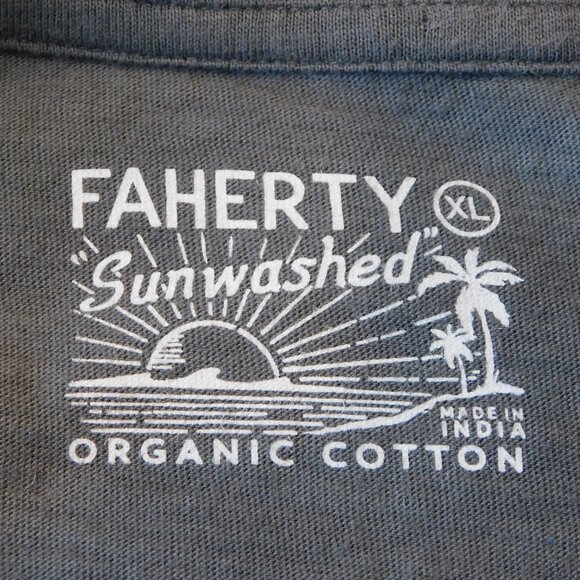 FAHERTY XL
"Sunwashed"
MADE IN
INDIA
ORGANIC COTTON